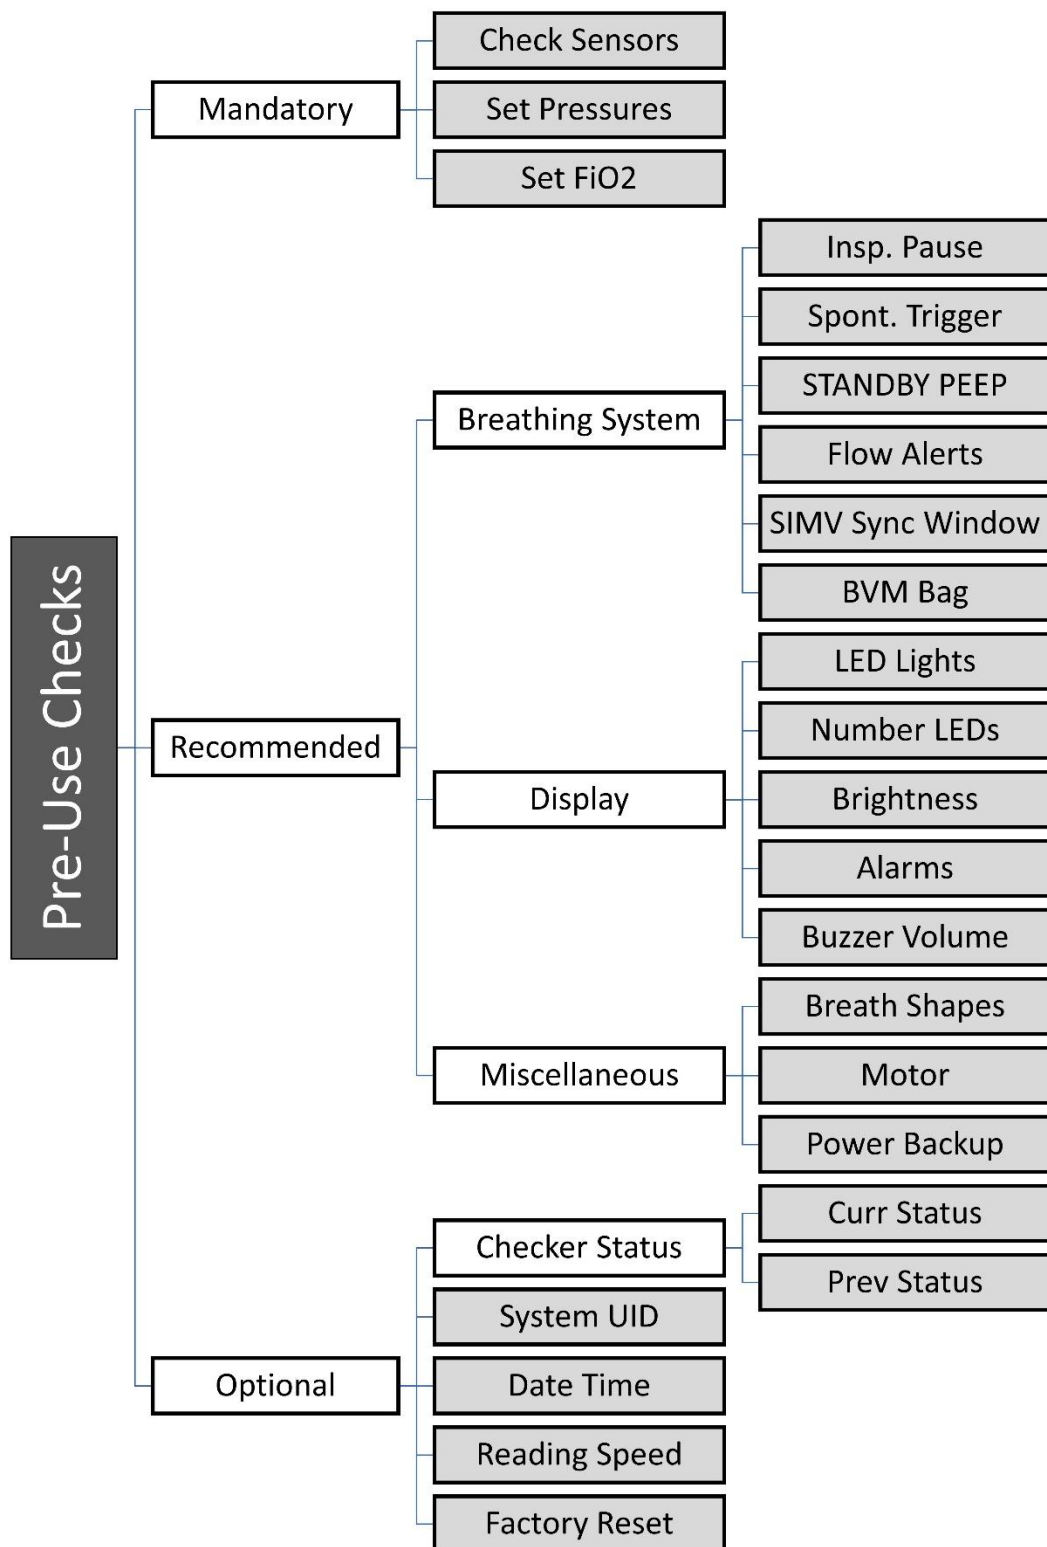 Pre-Use Checks
Mandatory
Check Sensors
Set Pressures
Set FiO2
Recommended
Breathing System
Insp. Pause
Spont. Trigger
STANDBY PEEP
Flow Alerts
SIMV Sync Window
BVM Bag
Display
LED Lights
Number LEDs
Brightness
Alarms
Buzzer Volume
Miscellaneous
Breath Shapes
Motor
Power Backup
Optional
Checker Status
Curr Status
Prev Status
System UID
Date Time
Reading Speed
Factory Reset